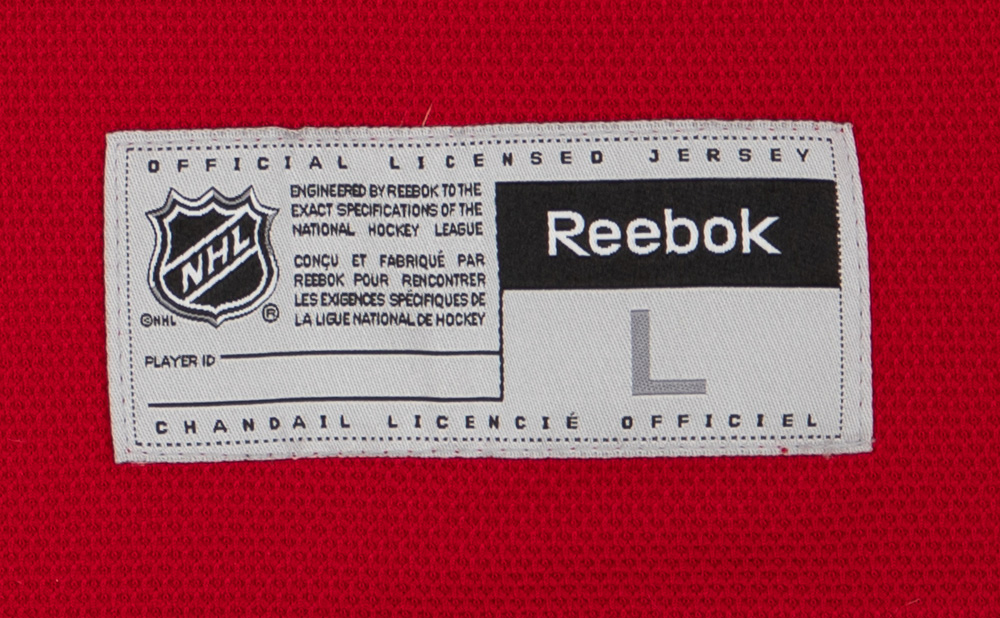 OFFICIAL LICENSED JERSEY
NHL
®
©NHL
ENGINEERED BY REEBOK TO THE
EXACT SPECIFICATIONS OF THE
NATIONAL HOCKEY LEAGUE
CONÇU ET FABRIQUÉ PAR
REEBOK POUR RENCONTRER
LES EXIGENCES SPÉCIFIQUES DE
LA LIGUE NATIONAL DE HOCKEY
Reebok
L
PLAYER ID
CHANDAIL LICENCIÉ OFFICIEL